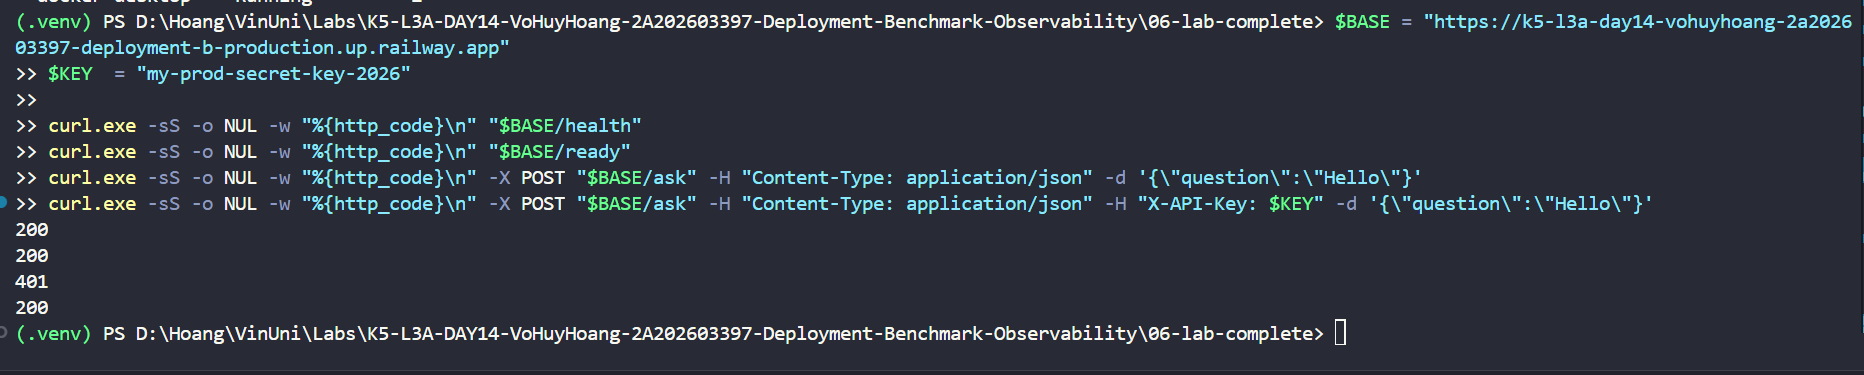 (.venv) PS D:\Hoang\VinUni\Labs\K5-L3A-DAY14-VoHuyHoang-2A202603397-Deployment-Benchmark-Observability\06-lab-complete> $BASE = "https://k5-l3a-day14-vohuyhoang-2a2026
03397-deployment-b-production.up.railway.app"
>> $KEY  = "my-prod-secret-key-2026"
>>
>> curl.exe -sS -o NUL -w "%{http_code}\n" "$BASE/health"
>> curl.exe -sS -o NUL -w "%{http_code}\n" "$BASE/ready"
>> curl.exe -sS -o NUL -w "%{http_code}\n" -X POST "$BASE/ask" -H "Content-Type: application/json" -d '{\"question\":\"Hello\"}'
>> curl.exe -sS -o NUL -w "%{http_code}\n" -X POST "$BASE/ask" -H "Content-Type: application/json" -H "X-API-Key: $KEY" -d '{\"question\":\"Hello\"}'
200
200
401
200
(.venv) PS D:\Hoang\VinUni\Labs\K5-L3A-DAY14-VoHuyHoang-2A202603397-Deployment-Benchmark-Observability\06-lab-complete>